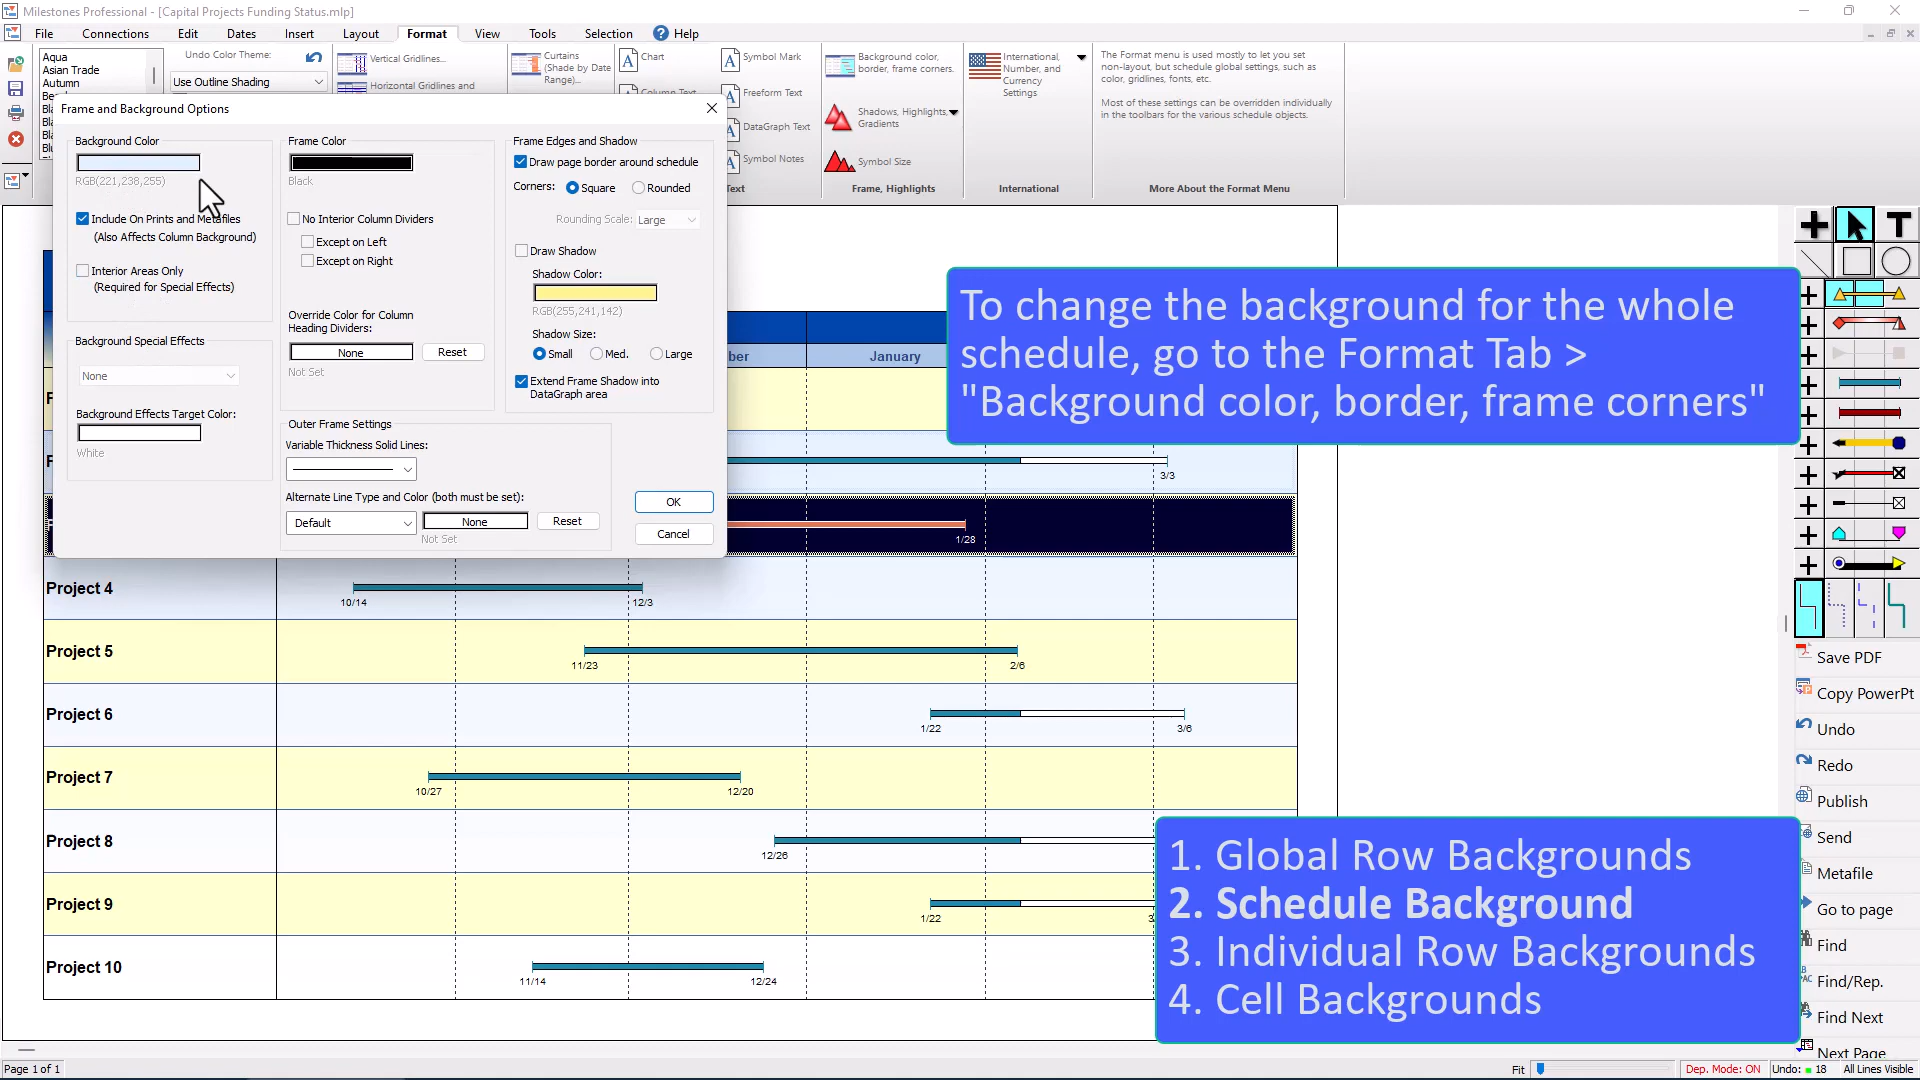 Milestones Professional - [Capital Projects Funding Status.mlp]
File Connections Edit Dates Insert Layout Format View Tools Selection Help
Aqua
Asian Trade
Autumn
Undo Color Theme:
Use Outline Shading
Vertical Gridlines...
Horizontal Gridlines and
Curtains
(Shade by Date
Range)...
Chart
Symbol Mark
Freeform Text
DataGraph Text
Symbol Notes
Background color,
border, frame corners.
Shadows, Highlights,
Gradients
Symbol Size
Frame, Highlights
International,
Number, and
Currency
Settings
International
The Format menu is used mostly to let you set
non-layout, but schedule global settings, such as
color, gridlines, fonts, etc.
Most of these settings can be overridden individually
in the toolbars for the various schedule objects.
More About the Format Menu
Frame and Background Options
Background Color
RGB(221,238,255)
Include On Prints and Metafiles
(Also Affects Column Background)
Interior Areas Only
(Required for Special Effects)
Background Special Effects
None
Background Effects Target Color:
White
Frame Color
Black
No Interior Column Dividers
Except on Left
Except on Right
Override Color for Column
Heading Dividers:
None Reset
Not Set
Frame Edges and Shadow
Draw page border around schedule
Corners: Square Rounded
Rounding Scale: Large
Draw Shadow
Shadow Color:
RGB(255,241,142)
Shadow Size:
Small Med. Large
Extend Frame Shadow into
DataGraph area
Outer Frame Settings
Variable Thickness Solid Lines:
Alternate Line Type and Color (both must be set):
Default None Reset
Not Set
OK
Cancel
To change the background for the whole
schedule, go to the Format Tab >
"Background color, border, frame corners"
ber January
3/3
1/28
Project 4
10/14 12/3
Project 5
11/23 2/6
Project 6
1/22 3/6
Project 7
10/27 12/20
Project 8
12/26
Project 9
1/22
Project 10
11/14 12/24
1. Global Row Backgrounds
2. Schedule Background
3. Individual Row Backgrounds
4. Cell Backgrounds
Save PDF
Copy PowerPt
Undo
Redo
Publish
Send
Metafile
Go to page
Find
Find/Rep.
Find Next
Next Page
Page 1 of 1
Fit
Dep. Mode: ON Undo: 18 All Lines Visible